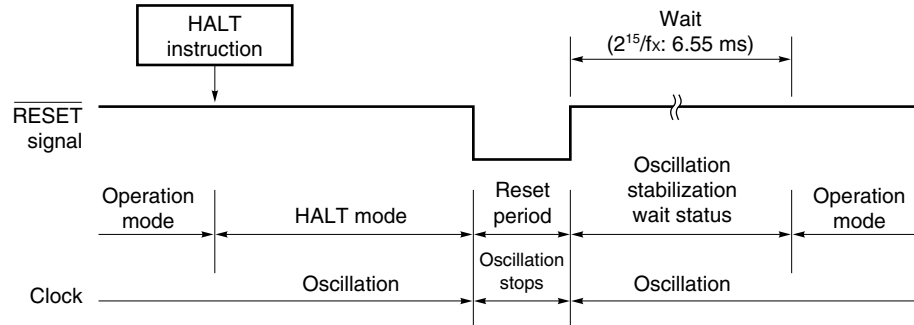 HALT
instruction
Wait
(2¹⁵/fx: 6.55 ms)
RESET
signal
Operation
mode
HALT mode
Reset
period
Oscillation
stabilization
wait status
Operation
mode
Clock
Oscillation
Oscillation
stops
Oscillation